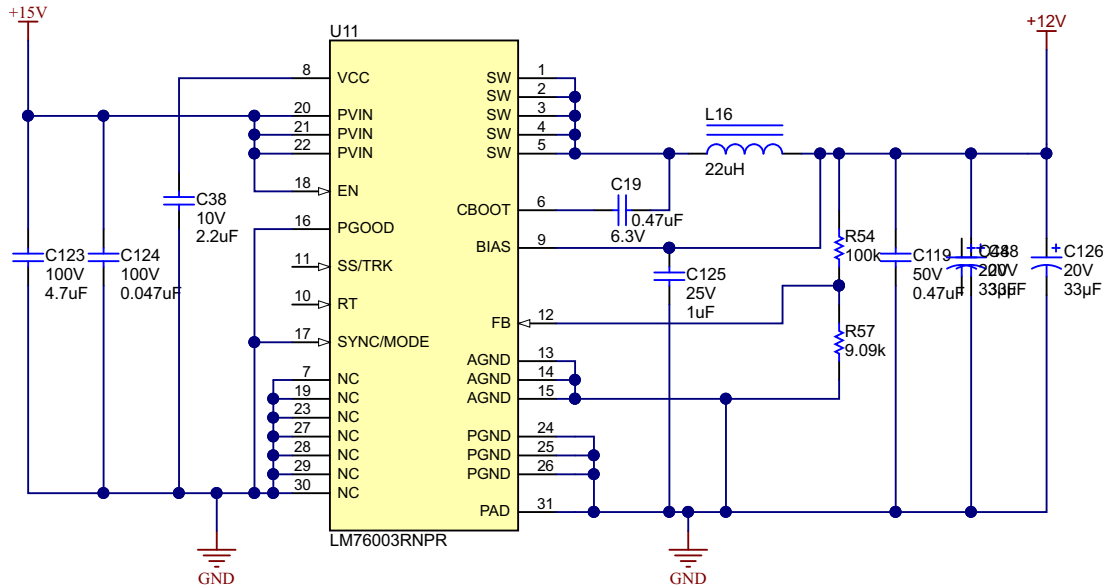 +15V
+12V
U11
8 VCC
20 PVIN
21 PVIN
22 PVIN
18 EN
16 PGOOD
11 SS/TRK
10 RT
17 SYNC/MODE
7 NC
19 NC
23 NC
27 NC
28 NC
29 NC
30 NC
SW 1
SW 2
SW 3
SW 4
SW 5
CBOOT 6
BIAS 9
FB 12
AGND 13
AGND 14
AGND 15
PGND 24
PGND 25
PGND 26
PAD 31
LM76003RNPR
C123
100V
4.7uF
C124
100V
0.047uF
C38
10V
2.2uF
L16
22uH
C19
0.47uF
6.3V
C125
25V
1uF
R54
100k
R57
9.09k
C119
50V
0.47uF
C126
20V
33µF
GND
GND